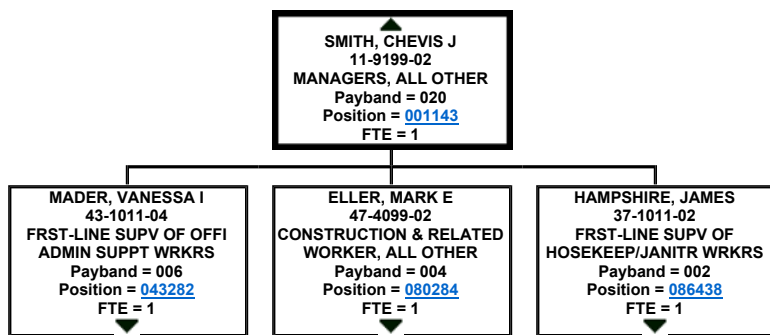 SMITH, CHEVIS J
11-9199-02
MANAGERS, ALL OTHER
Payband = 020
Position = 001143
FTE = 1
MADER, VANESSA I
43-1011-04
FRST-LINE SUPV OF OFFI
ADMIN SUPPT WRKRS
Payband = 006
Position = 043282
FTE = 1
ELLER, MARK E
47-4099-02
CONSTRUCTION & RELATED
WORKER, ALL OTHER
Payband = 004
Position = 080284
FTE = 1
HAMPSHIRE, JAMES
37-1011-02
FRST-LINE SUPV OF
HOSEKEEP/JANITR WRKRS
Payband = 002
Position = 086438
FTE = 1